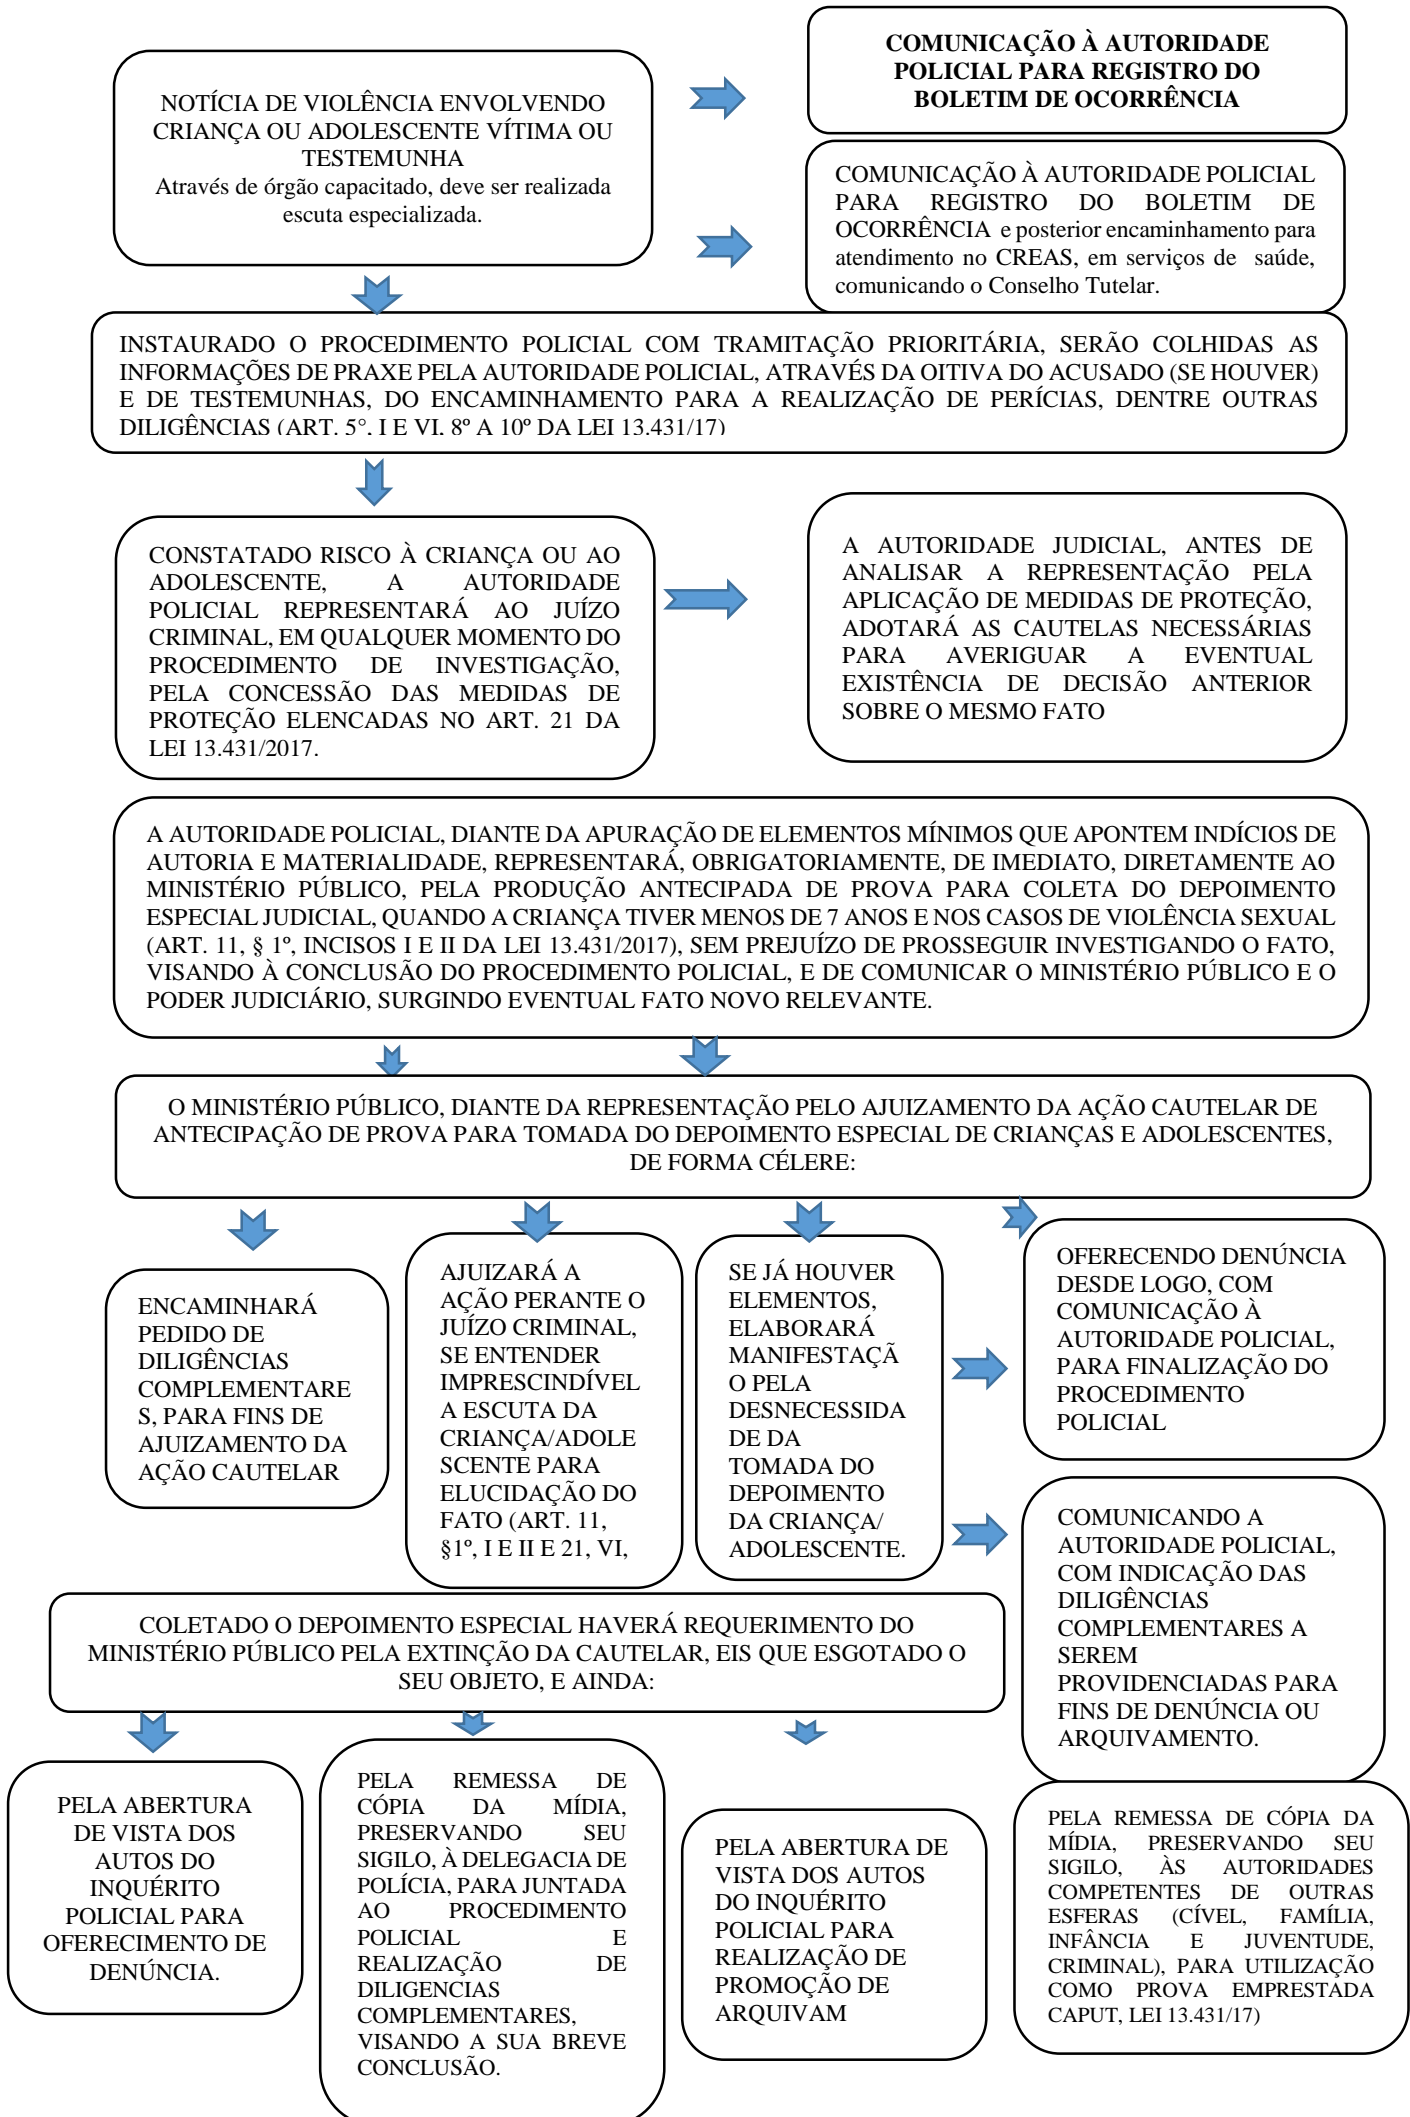 NOTÍCIA DE VIOLÊNCIA ENVOLVENDO
CRIANÇA OU ADOLESCENTE VÍTIMA OU
TESTEMUNHA
Através de órgão capacitado, deve ser realizada
escuta especializada.
COMUNICAÇÃO À AUTORIDADE
POLICIAL PARA REGISTRO DO
BOLETIM DE OCORRÊNCIA
COMUNICAÇÃO À AUTORIDADE POLICIAL
PARA REGISTRO DO BOLETIM DE
OCORRÊNCIA e posterior encaminhamento para
atendimento no CREAS, em serviços de saúde,
comunicando o Conselho Tutelar.
INSTAURADO O PROCEDIMENTO POLICIAL COM TRAMITAÇÃO PRIORITÁRIA, SERÃO COLHIDAS AS
INFORMAÇÕES DE PRAXE PELA AUTORIDADE POLICIAL, ATRAVÉS DA OITIVA DO ACUSADO (SE HOUVER)
E DE TESTEMUNHAS, DO ENCAMINHAMENTO PARA A REALIZAÇÃO DE PERÍCIAS, DENTRE OUTRAS
DILIGÊNCIAS (ART. 5°, I E VI, 8º A 10º DA LEI 13.431/17)
CONSTATADO RISCO À CRIANÇA OU AO
ADOLESCENTE, A AUTORIDADE
POLICIAL REPRESENTARÁ AO JUÍZO
CRIMINAL, EM QUALQUER MOMENTO DO
PROCEDIMENTO DE INVESTIGAÇÃO,
PELA CONCESSÃO DAS MEDIDAS DE
PROTEÇÃO ELENCADAS NO ART. 21 DA
LEI 13.431/2017.
A AUTORIDADE JUDICIAL, ANTES DE
ANALISAR A REPRESENTAÇÃO PELA
APLICAÇÃO DE MEDIDAS DE PROTEÇÃO,
ADOTARÁ AS CAUTELAS NECESSÁRIAS
PARA AVERIGUAR A EVENTUAL
EXISTÊNCIA DE DECISÃO ANTERIOR
SOBRE O MESMO FATO
A AUTORIDADE POLICIAL, DIANTE DA APURAÇÃO DE ELEMENTOS MÍNIMOS QUE APONTEM INDÍCIOS DE
AUTORIA E MATERIALIDADE, REPRESENTARÁ, OBRIGATORIAMENTE, DE IMEDIATO, DIRETAMENTE AO
MINISTÉRIO PÚBLICO, PELA PRODUÇÃO ANTECIPADA DE PROVA PARA COLETA DO DEPOIMENTO
ESPECIAL JUDICIAL, QUANDO A CRIANÇA TIVER MENOS DE 7 ANOS E NOS CASOS DE VIOLÊNCIA SEXUAL
(ART. 11, § 1º, INCISOS I E II DA LEI 13.431/2017), SEM PREJUÍZO DE PROSSEGUIR INVESTIGANDO O FATO,
VISANDO À CONCLUSÃO DO PROCEDIMENTO POLICIAL, E DE COMUNICAR O MINISTÉRIO PÚBLICO E O
PODER JUDICIÁRIO, SURGINDO EVENTUAL FATO NOVO RELEVANTE.
O MINISTÉRIO PÚBLICO, DIANTE DA REPRESENTAÇÃO PELO AJUIZAMENTO DA AÇÃO CAUTELAR DE
ANTECIPAÇÃO DE PROVA PARA TOMADA DO DEPOIMENTO ESPECIAL DE CRIANÇAS E ADOLESCENTES,
DE FORMA CÉLERE:
ENCAMINHARÁ
PEDIDO DE
DILIGÊNCIAS
COMPLEMENTARE
S, PARA FINS DE
AJUIZAMENTO DA
AÇÃO CAUTELAR
AJUIZARÁ A
AÇÃO PERANTE O
JUÍZO CRIMINAL,
SE ENTENDER
IMPRESCINDÍVEL
A ESCUTA DA
CRIANÇA/ADOLE
SCENTE PARA
ELUCIDAÇÃO DO
FATO (ART. 11,
§1º, I E II E 21, VI,
SE JÁ HOUVER
ELEMENTOS,
ELABORARÁ
MANIFESTAÇÃ
O PELA
DESNECESSIDA
DE DA
TOMADA DO
DEPOIMENTO
DA CRIANÇA/
ADOLESCENTE.
OFERECENDO DENÚNCIA
DESDE LOGO, COM
COMUNICAÇÃO À
AUTORIDADE POLICIAL,
PARA FINALIZAÇÃO DO
PROCEDIMENTO
POLICIAL
COMUNICANDO A
AUTORIDADE POLICIAL,
COM INDICAÇÃO DAS
DILIGÊNCIAS
COMPLEMENTARES A
SEREM
PROVIDENCIADAS PARA
FINS DE DENÚNCIA OU
ARQUIVAMENTO.
COLETADO O DEPOIMENTO ESPECIAL HAVERÁ REQUERIMENTO DO
MINISTÉRIO PÚBLICO PELA EXTINÇÃO DA CAUTELAR, EIS QUE ESGOTADO O
SEU OBJETO, E AINDA:
PELA ABERTURA
DE VISTA DOS
AUTOS DO
INQUÉRITO
POLICIAL PARA
OFERECIMENTO DE
DENÚNCIA.
PELA REMESSA DE
CÓPIA DA MÍDIA,
PRESERVANDO SEU
SIGILO, À DELEGACIA DE
POLÍCIA, PARA JUNTADA
AO PROCEDIMENTO
POLICIAL E
REALIZAÇÃO DE
DILIGENCIAS
COMPLEMENTARES,
VISANDO A SUA BREVE
CONCLUSÃO.
PELA ABERTURA DE
VISTA DOS AUTOS
DO INQUÉRITO
POLICIAL PARA
REALIZAÇÃO DE
PROMOÇÃO DE
ARQUIVAM
PELA REMESSA DE CÓPIA DA
MÍDIA, PRESERVANDO SEU
SIGILO, ÀS AUTORIDADES
COMPETENTES DE OUTRAS
ESFERAS (CÍVEL, FAMÍLIA,
INFÂNCIA E JUVENTUDE,
CRIMINAL), PARA UTILIZAÇÃO
COMO PROVA EMPRESTADA
CAPUT, LEI 13.431/17)